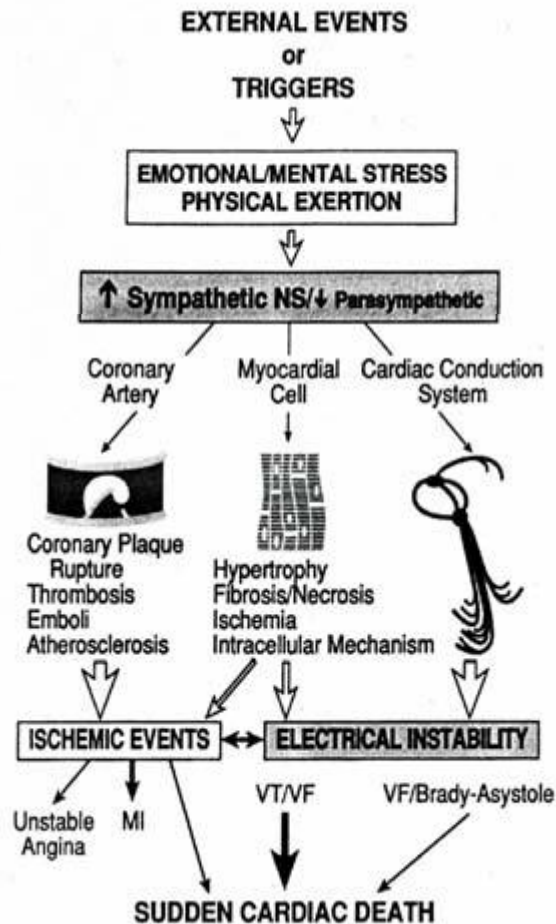 EXTERNAL EVENTS
or
TRIGGERS
EMOTIONAL/MENTAL STRESS
PHYSICAL EXERTION
↑ Sympathetic NS/↓ Parasympathetic
Coronary
Artery
Myocardial
Cell
Cardiac Conduction
System
Coronary Plaque
Rupture
Thrombosis
Emboli
Atherosclerosis
Hypertrophy
Fibrosis/Necrosis
Ischemia
Intracellular Mechanism
ISCHEMIC EVENTS
ELECTRICAL INSTABILITY
Unstable
Angina
MI
VT/VF
VF/Brady-Asystole
SUDDEN CARDIAC DEATH